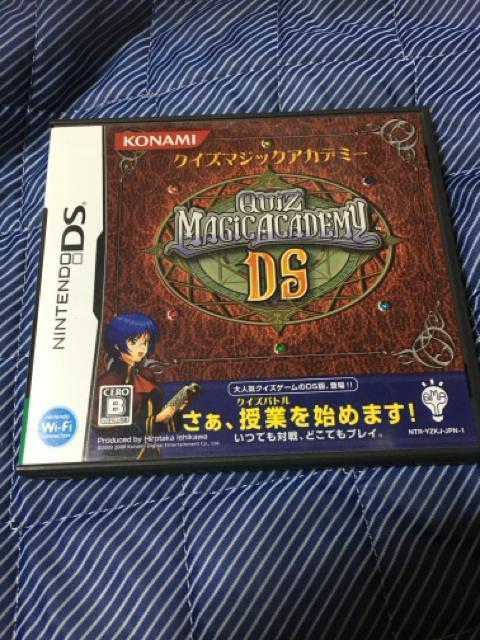 KONAMI
クイズマジックアカデミー
QUIZ
MAGICACADEMY
DS
NINTENDO DS
CERO
B
大人気クイズゲームのDS版、登場!!
クイズバトル
さぁ、授業を始めます!
いつでも対戦、どこでもプレイ。
Nintendo
Wi-Fi
CONNECTION
Produced by Hirotaka Ishikawa
NTR-YZKJ-JPN-1